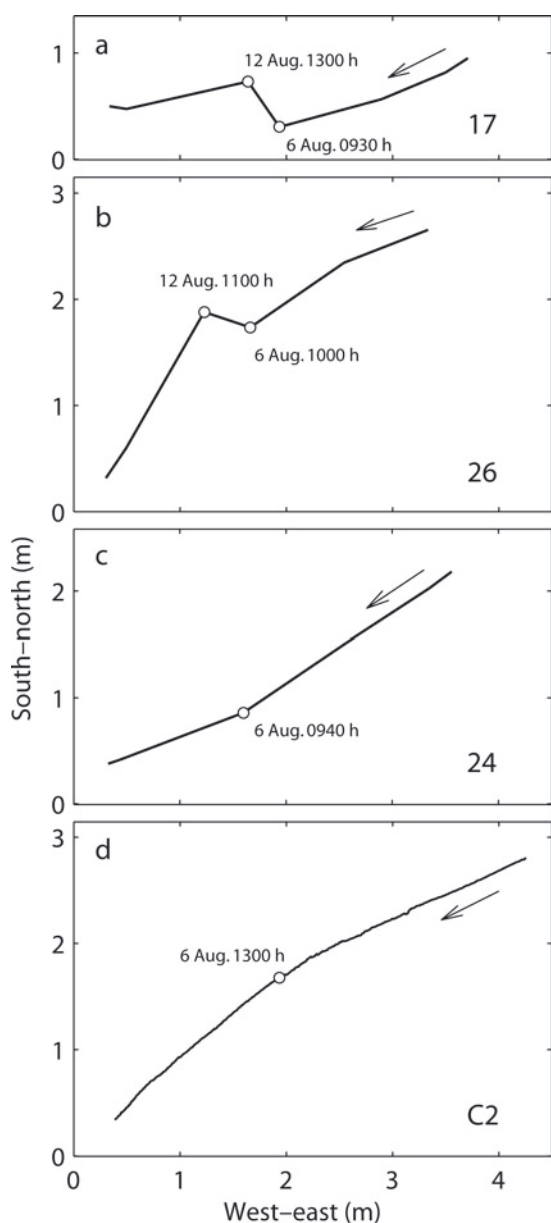 a
1
12 Aug. 1300 h
6 Aug. 0930 h
17
0
3
b
2
12 Aug. 1100 h
6 Aug. 1000 h
1
26
0
South–north (m)
c
2
1
6 Aug. 0940 h
24
0
3
d
2
6 Aug. 1300 h
1
C2
0
0 1 2 3 4
West–east (m)